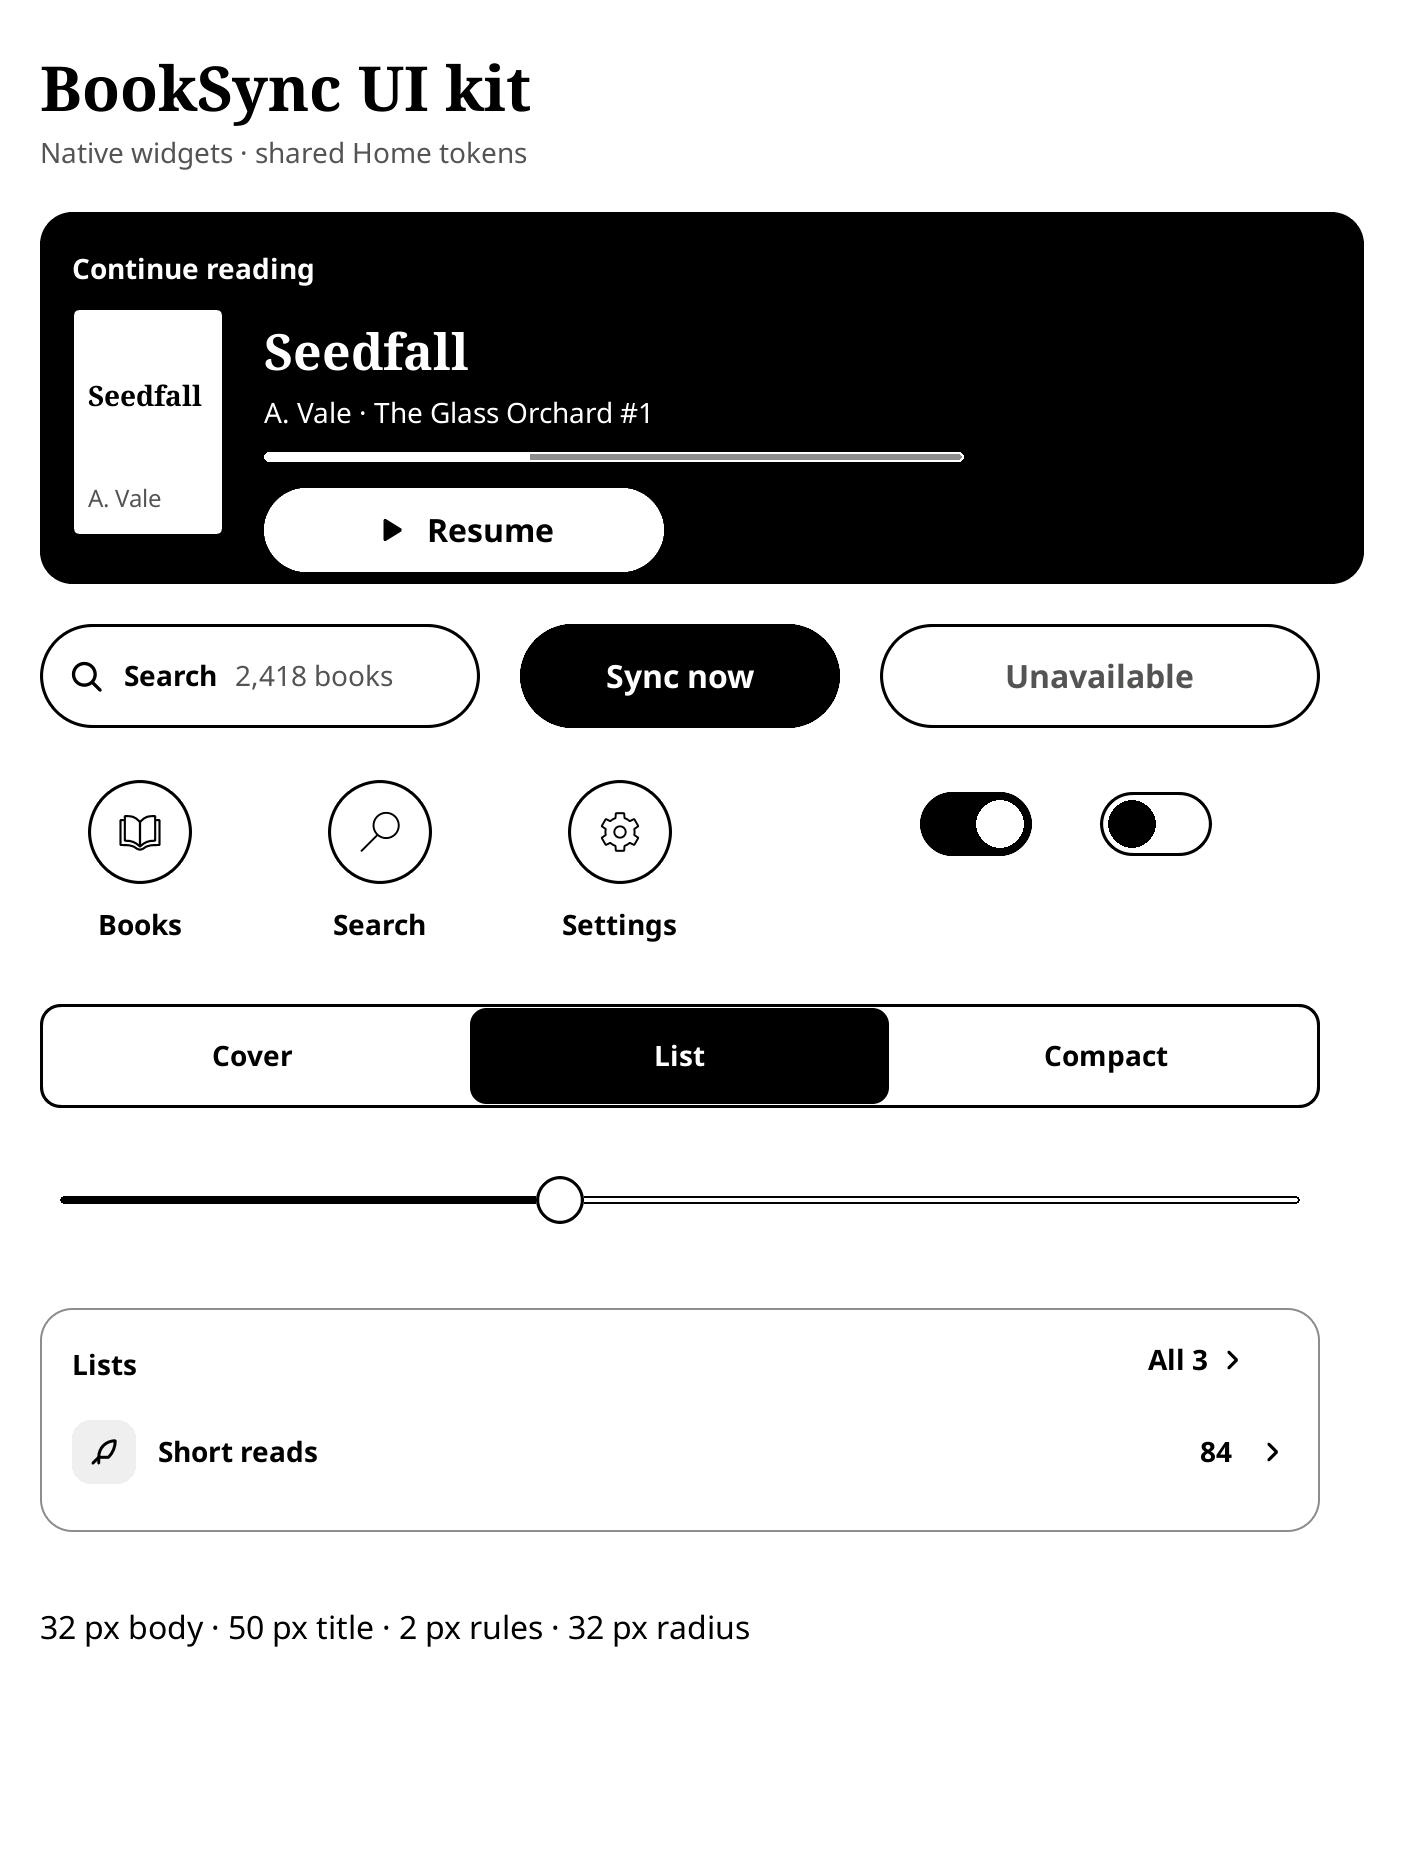 BookSync UI kit
Native widgets · shared Home tokens
Continue reading
Seedfall
A. Vale
Seedfall
A. Vale · The Glass Orchard #1
Resume
Search 2,418 books
Sync now
Unavailable
Books
Search
Settings
Cover
List
Compact
Lists
All 3
Short reads
84
32 px body · 50 px title · 2 px rules · 32 px radius